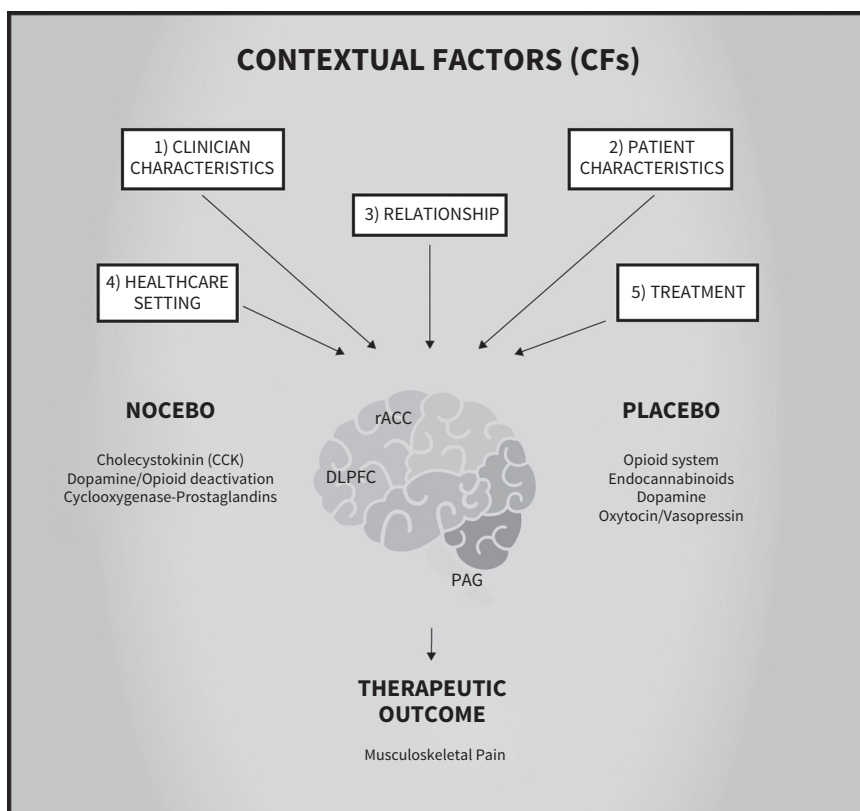 CONTEXTUAL FACTORS (CFs)
1) CLINICIAN
CHARACTERISTICS
2) PATIENT
CHARACTERISTICS
3) RELATIONSHIP
4) HEALTHCARE
SETTING
5) TREATMENT
NOCEBO
Cholecystokinin (CCK)
Dopamine/Opioid deactivation
Cyclooxygenase-Prostaglandins
rACC
DLPFC
PAG
PLACEBO
Opioid system
Endocannabinoids
Dopamine
Oxytocin/Vasopressin
THERAPEUTIC
OUTCOME
Musculoskeletal Pain